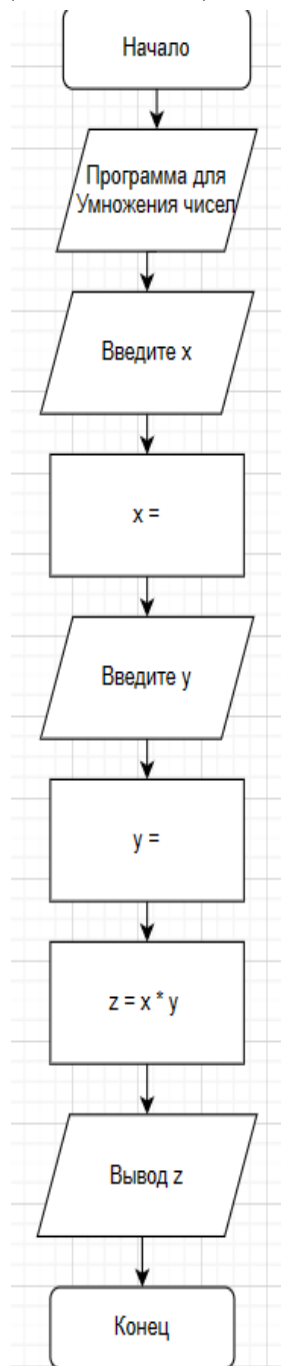 Начало
Программа для
Умножения чисел
Введите x
x =
Введите y
y =
z = x * y
Вывод z
Конец